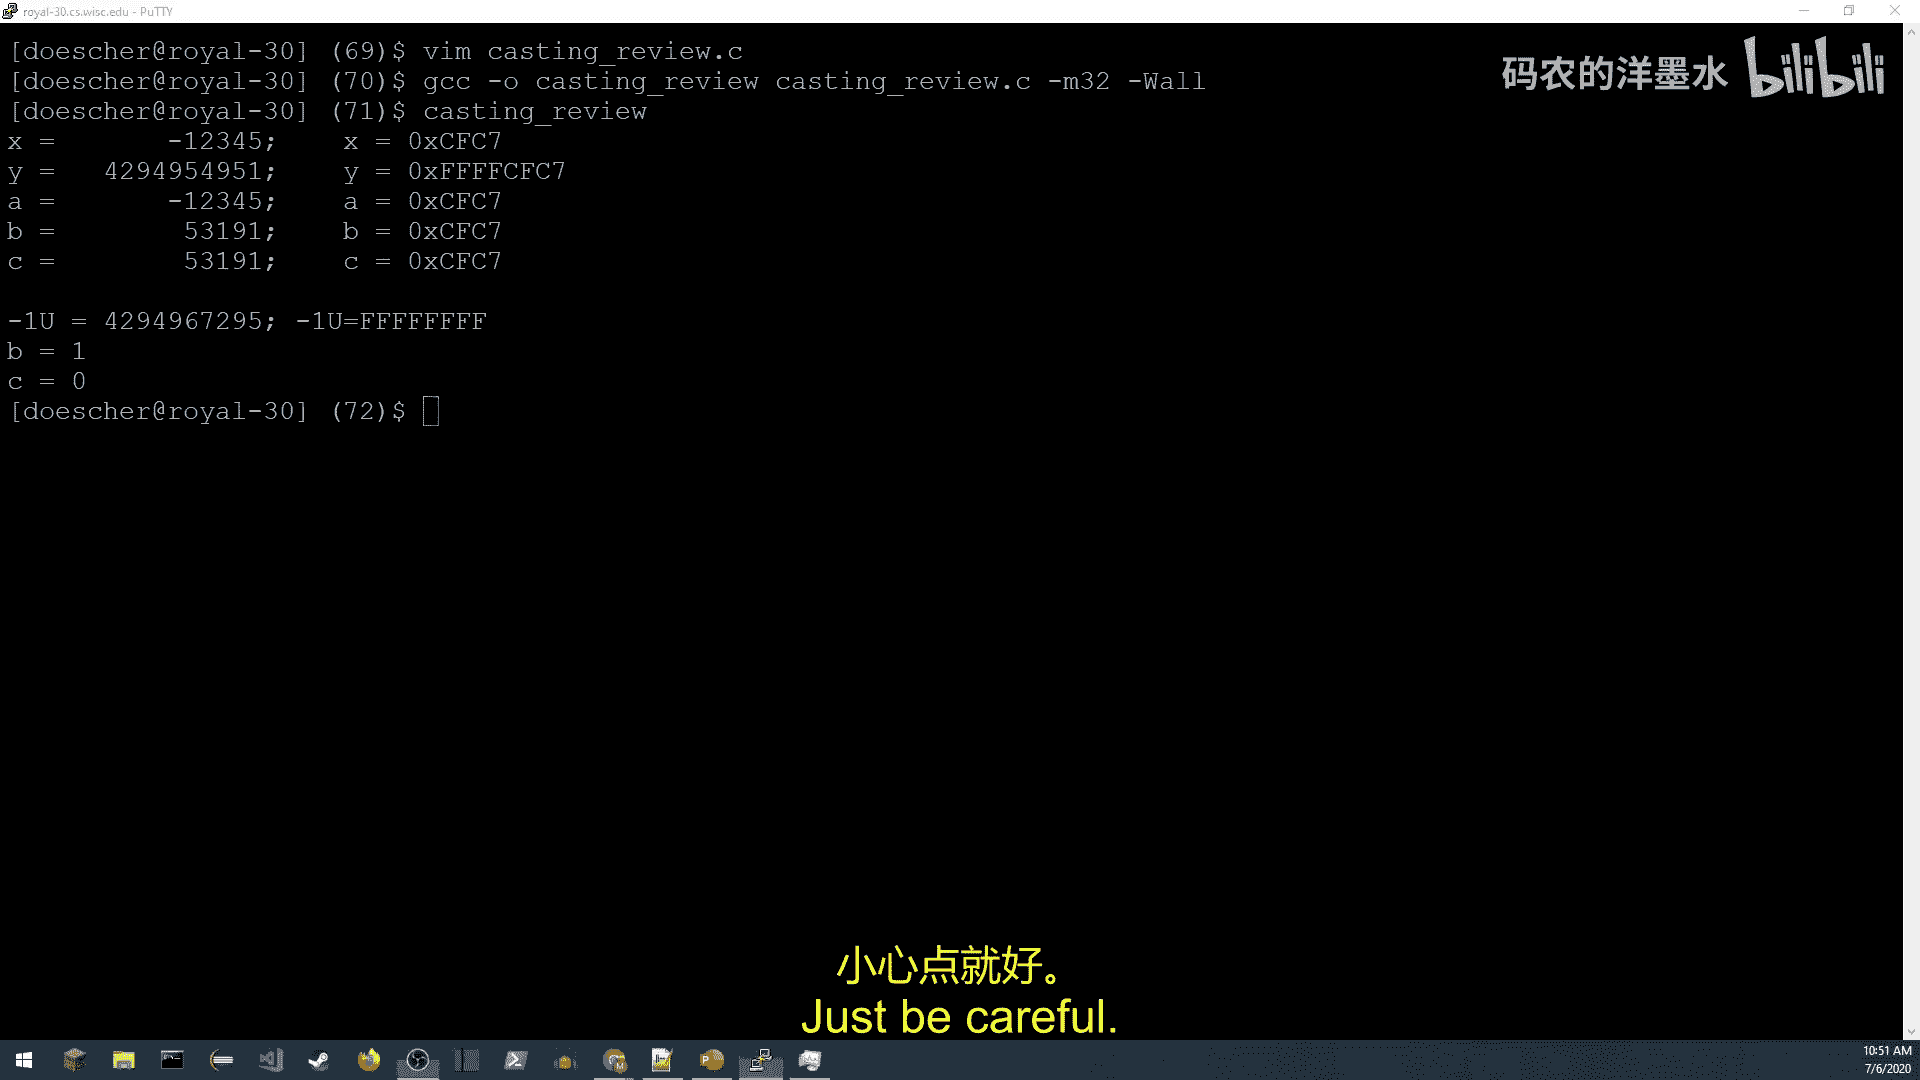 royal-30.cs.wisc.edu - PuTTY
[doescher@royal-30] (69)$ vim casting_review.c
[doescher@royal-30] (70)$ gcc -o casting_review casting_review.c -m32 -Wall
[doescher@royal-30] (71)$ casting_review
x =       -12345;    x = 0xCFC7
y =   4294954951;    y = 0xFFFFCFC7
a =       -12345;    a = 0xCFC7
b =        53191;    b = 0xCFC7
c =        53191;    c = 0xCFC7
-1U = 4294967295; -1U=FFFFFFFF
b = 1
c = 0
[doescher@royal-30] (72)$
码农的洋墨水 bilibili
小心点就好。
Just be careful.
10:51 AM
7/6/2020